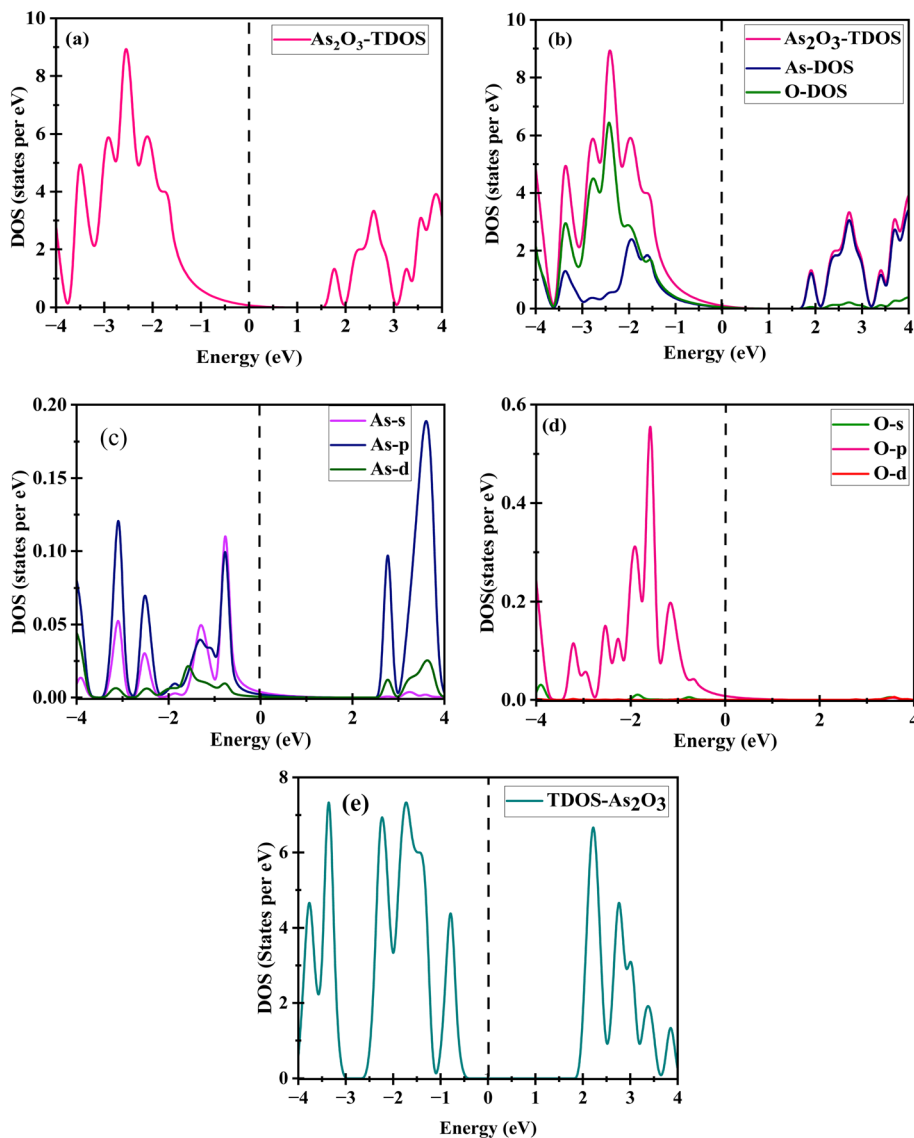 (a)
As₂O₃-TDOS
DOS (states per eV)
10
8
6
4
2
0
−4 −3 −2 −1 0 1 2 3 4
Energy (eV)
(b)
As₂O₃-TDOS
As-DOS
O-DOS
DOS (states per eV)
10
8
6
4
2
0
−4 −3 −2 −1 0 1 2 3 4
Energy (eV)
(c)
As-s
As-p
As-d
DOS (states per eV)
0.20
0.15
0.10
0.05
0.00
−4 −2 0 2 4
Energy (eV)
(d)
O-s
O-p
O-d
DOS(states per eV)
0.6
0.4
0.2
0.0
−4 −2 0 2 4
Energy (eV)
(e)
TDOS-As₂O₃
DOS (States per eV)
8
6
4
2
0
−4 −3 −2 −1 0 1 2 3 4
Energy (eV)